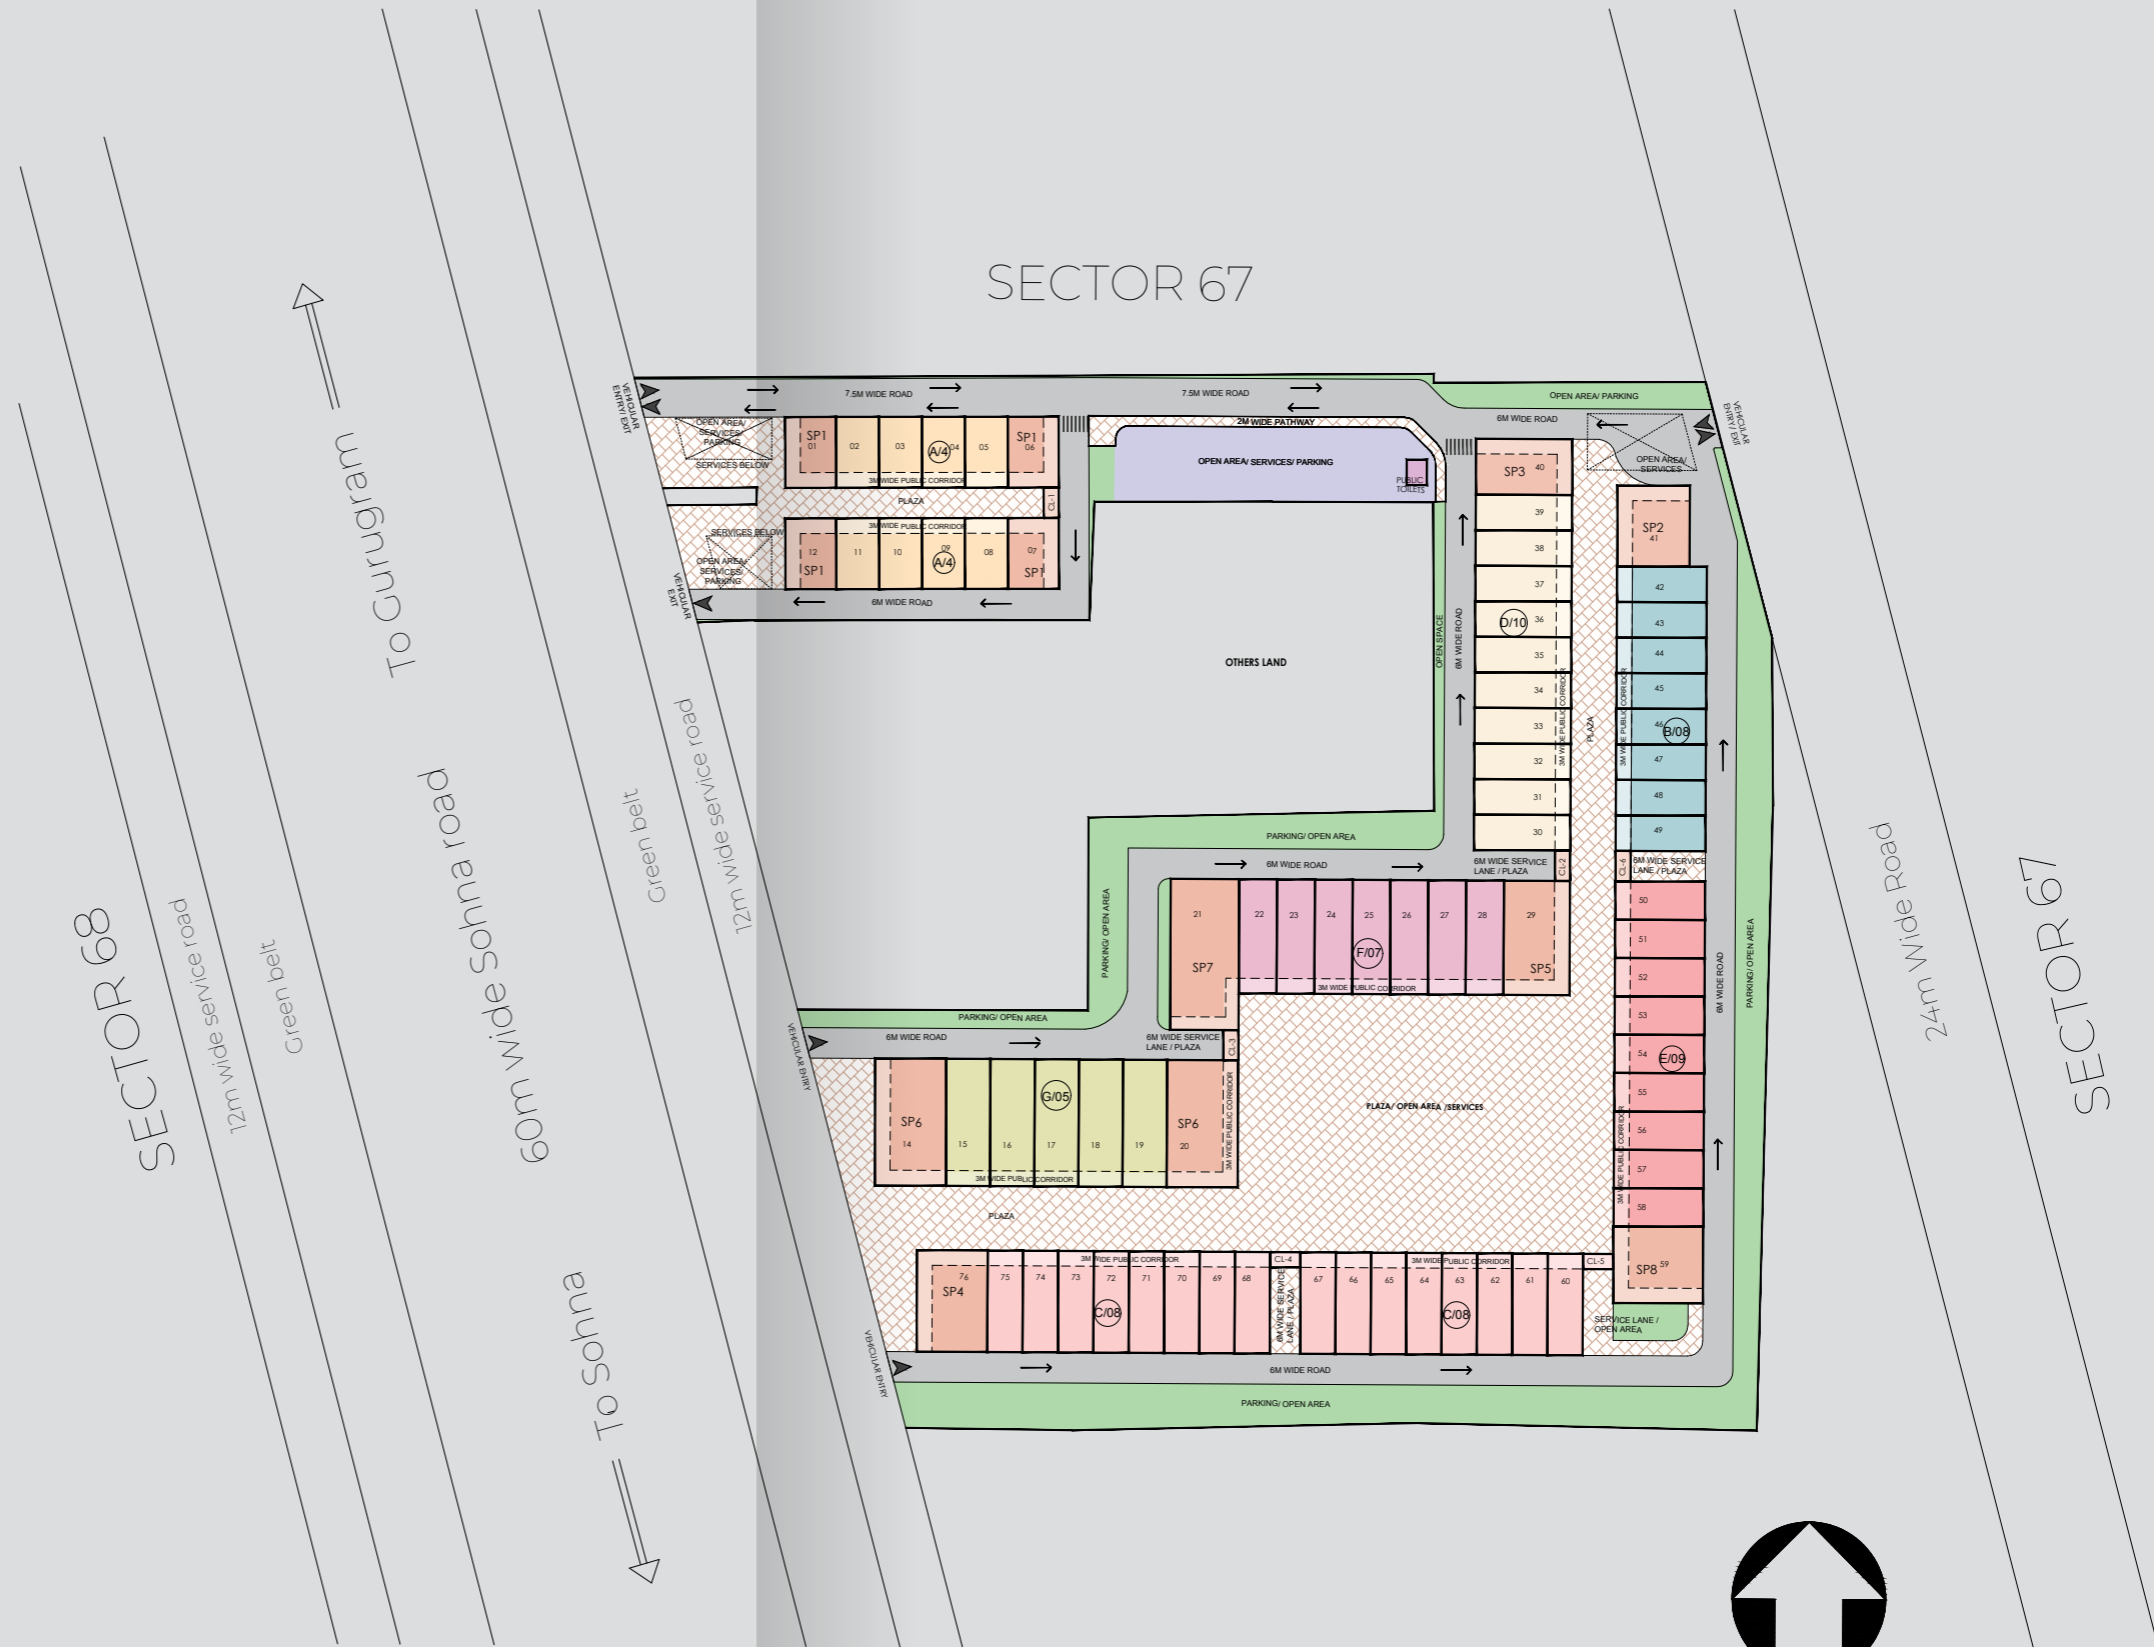 SECTOR 67
VEHICULAR
ENTRY/ EXIT
7.5M WIDE ROAD
7.5M WIDE ROAD
OPEN AREA/ PARKING
VEHICULAR
ENTRY/ EXIT
6M WIDE ROAD
2M WIDE PATHWAY
OPEN AREA/
SERVICES/
PARKING
SERVICES BELOW
SP1
01
02
03
A/4
04
05
SP1
06
3M WIDE PUBLIC CORRIDOR
PLAZA
CL-1
3M WIDE PUBLIC CORRIDOR
SERVICES BELOW
OPEN AREA/
SERVICES/
PARKING
12
SP1
11
10
09
A/4
08
07
SP1
VEHICULAR
EXIT
6M WIDE ROAD
OPEN AREA/ SERVICES/ PARKING
PUBLIC
TOILETS
OPEN AREA/
SERVICES
SP3
40
39
38
37
D/10
36
35
34
33
32
31
30
3M WIDE PUBLIC CORRIDOR
OPEN SPACE
6M WIDE ROAD
PLAZA
SP2
41
42
43
44
45
46
B/08
47
48
49
3M WIDE PUBLIC CORRIDOR
OTHERS LAND
To Gurugram
60m wide Sohna road
To Sohna
Green belt
12m wide service road
SECTOR 68
12m wide service road
Green belt
24m Wide Road
SECTOR 67
PARKING/ OPEN AREA
6M WIDE ROAD
6M WIDE SERVICE
LANE / PLAZA
CL-2
CL-6
6M WIDE SERVICE
LANE / PLAZA
PARKING/ OPEN AREA
21
SP7
22
23
24
25
F/07
26
27
28
29
SP5
3M WIDE PUBLIC CORRIDOR
50
51
52
53
54
E/09
55
56
57
58
SP8
59
3M WIDE PUBLIC CORRIDOR
6M WIDE ROAD
PARKING/ OPEN AREA
PARKING/ OPEN AREA
VEHICULAR ENTRY
6M WIDE ROAD
6M WIDE SERVICE
LANE / PLAZA
CL-3
SP6
14
15
16
G/05
17
18
19
SP6
20
3M WIDE PUBLIC CORRIDOR
3M WIDE PUBLIC CORRIDOR
PLAZA/ OPEN AREA /SERVICES
PLAZA
3M WIDE PUBLIC CORRIDOR
76
SP4
75
74
73
72
C/08
71
70
69
68
CL-4
6M WIDE SERVICE
LANE / PLAZA
3M WIDE PUBLIC CORRIDOR
67
66
65
64
63
C/08
62
61
60
CL-5
SERVICE LANE /
OPEN AREA
VEHICULAR ENTRY
6M WIDE ROAD
PARKING/ OPEN AREA